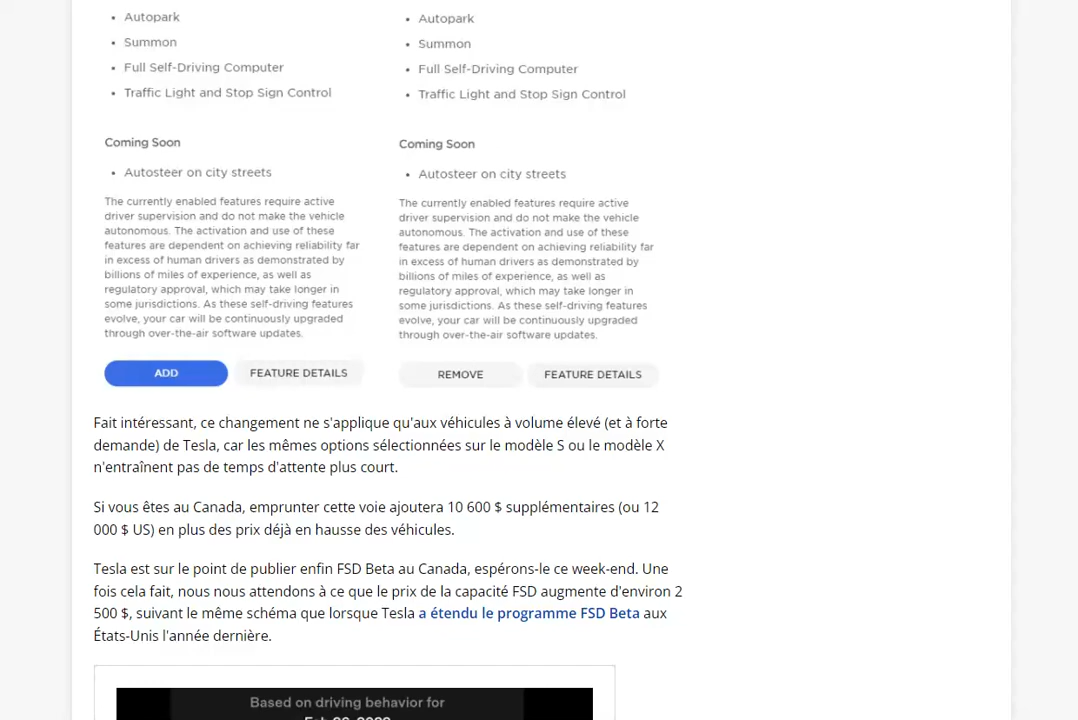 • Autopark
• Summon
• Full Self-Driving Computer
• Traffic Light and Stop Sign Control
Coming Soon
• Autosteer on city streets
The currently enabled features require active
driver supervision and do not make the vehicle
autonomous. The activation and use of these
features are dependent on achieving reliability far
in excess of human drivers as demonstrated by
billions of miles of experience, as well as
regulatory approval, which may take longer in
some jurisdictions. As these self-driving features
evolve, your car will be continuously upgraded
through over-the-air software updates.
ADD
FEATURE DETAILS
• Autopark
• Summon
• Full Self-Driving Computer
• Traffic Light and Stop Sign Control
Coming Soon
• Autosteer on city streets
The currently enabled features require active
driver supervision and do not make the vehicle
autonomous. The activation and use of these
features are dependent on achieving reliability far
in excess of human drivers as demonstrated by
billions of miles of experience, as well as
regulatory approval, which may take longer in
some jurisdictions. As these self-driving features
evolve, your car will be continuously upgraded
through over-the-air software updates.
REMOVE
FEATURE DETAILS
Fait intéressant, ce changement ne s'applique qu'aux véhicules à volume élevé (et à forte
demande) de Tesla, car les mêmes options sélectionnées sur le modèle S ou le modèle X
n'entraînent pas de temps d'attente plus court.
Si vous êtes au Canada, emprunter cette voie ajoutera 10 600 $ supplémentaires (ou 12
000 $ US) en plus des prix déjà en hausse des véhicules.
Tesla est sur le point de publier enfin FSD Beta au Canada, espérons-le ce week-end. Une
fois cela fait, nous nous attendons à ce que le prix de la capacité FSD augmente d'environ 2
500 $, suivant le même schéma que lorsque Tesla a étendu le programme FSD Beta aux
États-Unis l'année dernière.
Based on driving behavior for